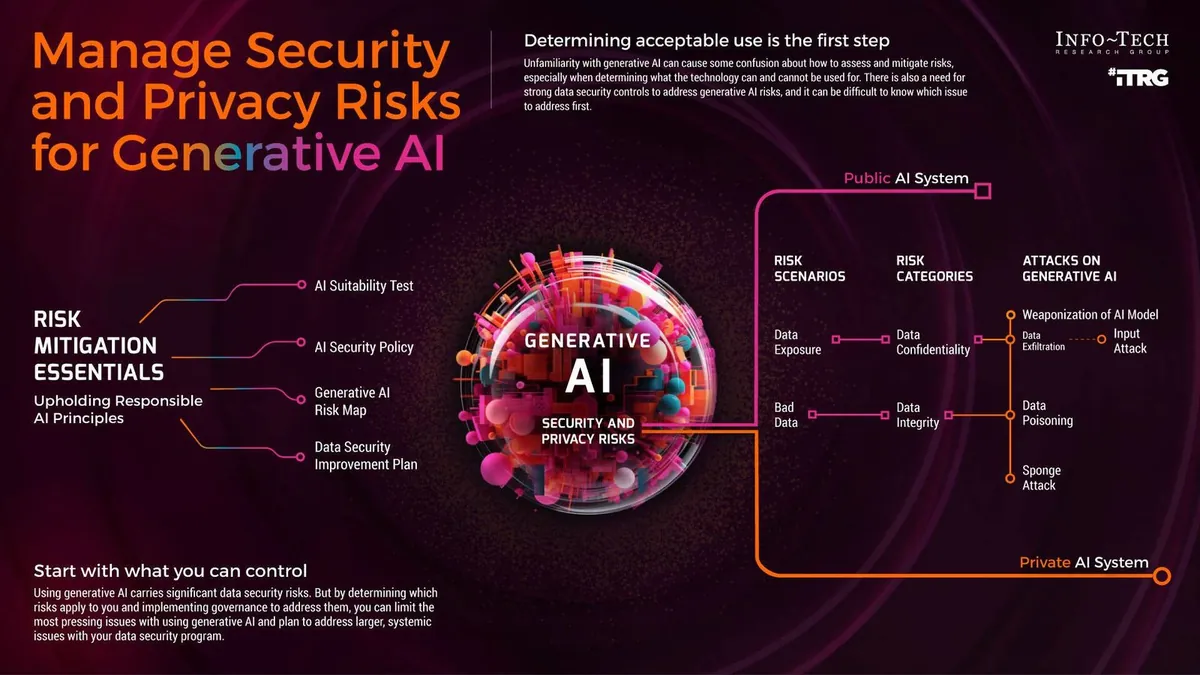 Manage Security
and Privacy Risks
for Generative AI
Determining acceptable use is the first step
Unfamiliarity with generative AI can cause some confusion about how to assess and mitigate risks,
especially when determining what the technology can and cannot be used for. There is also a need for
strong data security controls to address generative AI risks, and it can be difficult to know which issue
to address first.
INFO~TECH
RESEARCH GROUP
#iTRG
RISK
MITIGATION
ESSENTIALS
Upholding Responsible
AI Principles
AI Suitability Test
AI Security Policy
Generative AI
Risk Map
Data Security
Improvement Plan
GENERATIVE
AI
SECURITY AND
PRIVACY RISKS
Public AI System
RISK
SCENARIOS
Data
Exposure
Bad
Data
RISK
CATEGORIES
Data
Confidentiality
Data
Integrity
ATTACKS ON
GENERATIVE AI
Weaponization of AI Model
Data
Exfiltration
Input
Attack
Data
Poisoning
Sponge
Attack
Private AI System
Start with what you can control
Using generative AI carries significant data security risks. But by determining which
risks apply to you and implementing governance to address them, you can limit the
most pressing issues with using generative AI and plan to address larger, systemic
issues with your data security program.